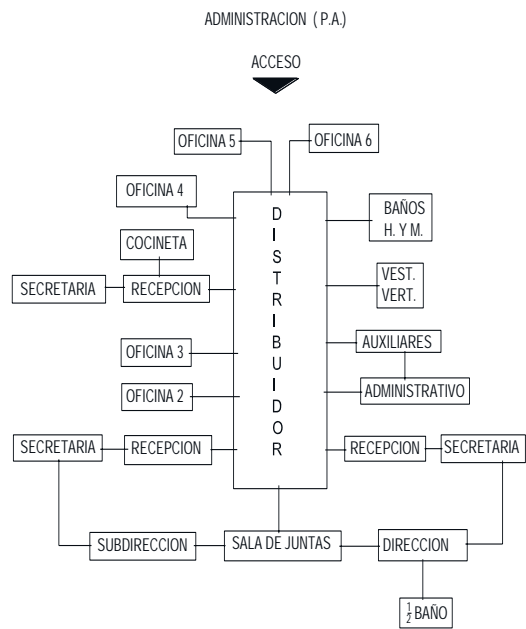 ADMINISTRACION ( P.A.)
ACCESO
OFICINA 5
OFICINA 6
OFICINA 4
BAÑOS
H. Y M.
COCINETA
SECRETARIA
RECEPCION
VEST.
VERT.
DISTRIBUIDOR
OFICINA 3
AUXILIARES
OFICINA 2
ADMINISTRATIVO
SECRETARIA
RECEPCION
RECEPCION
SECRETARIA
SUBDIRECCION
SALA DE JUNTAS
DIRECCION
½ BAÑO